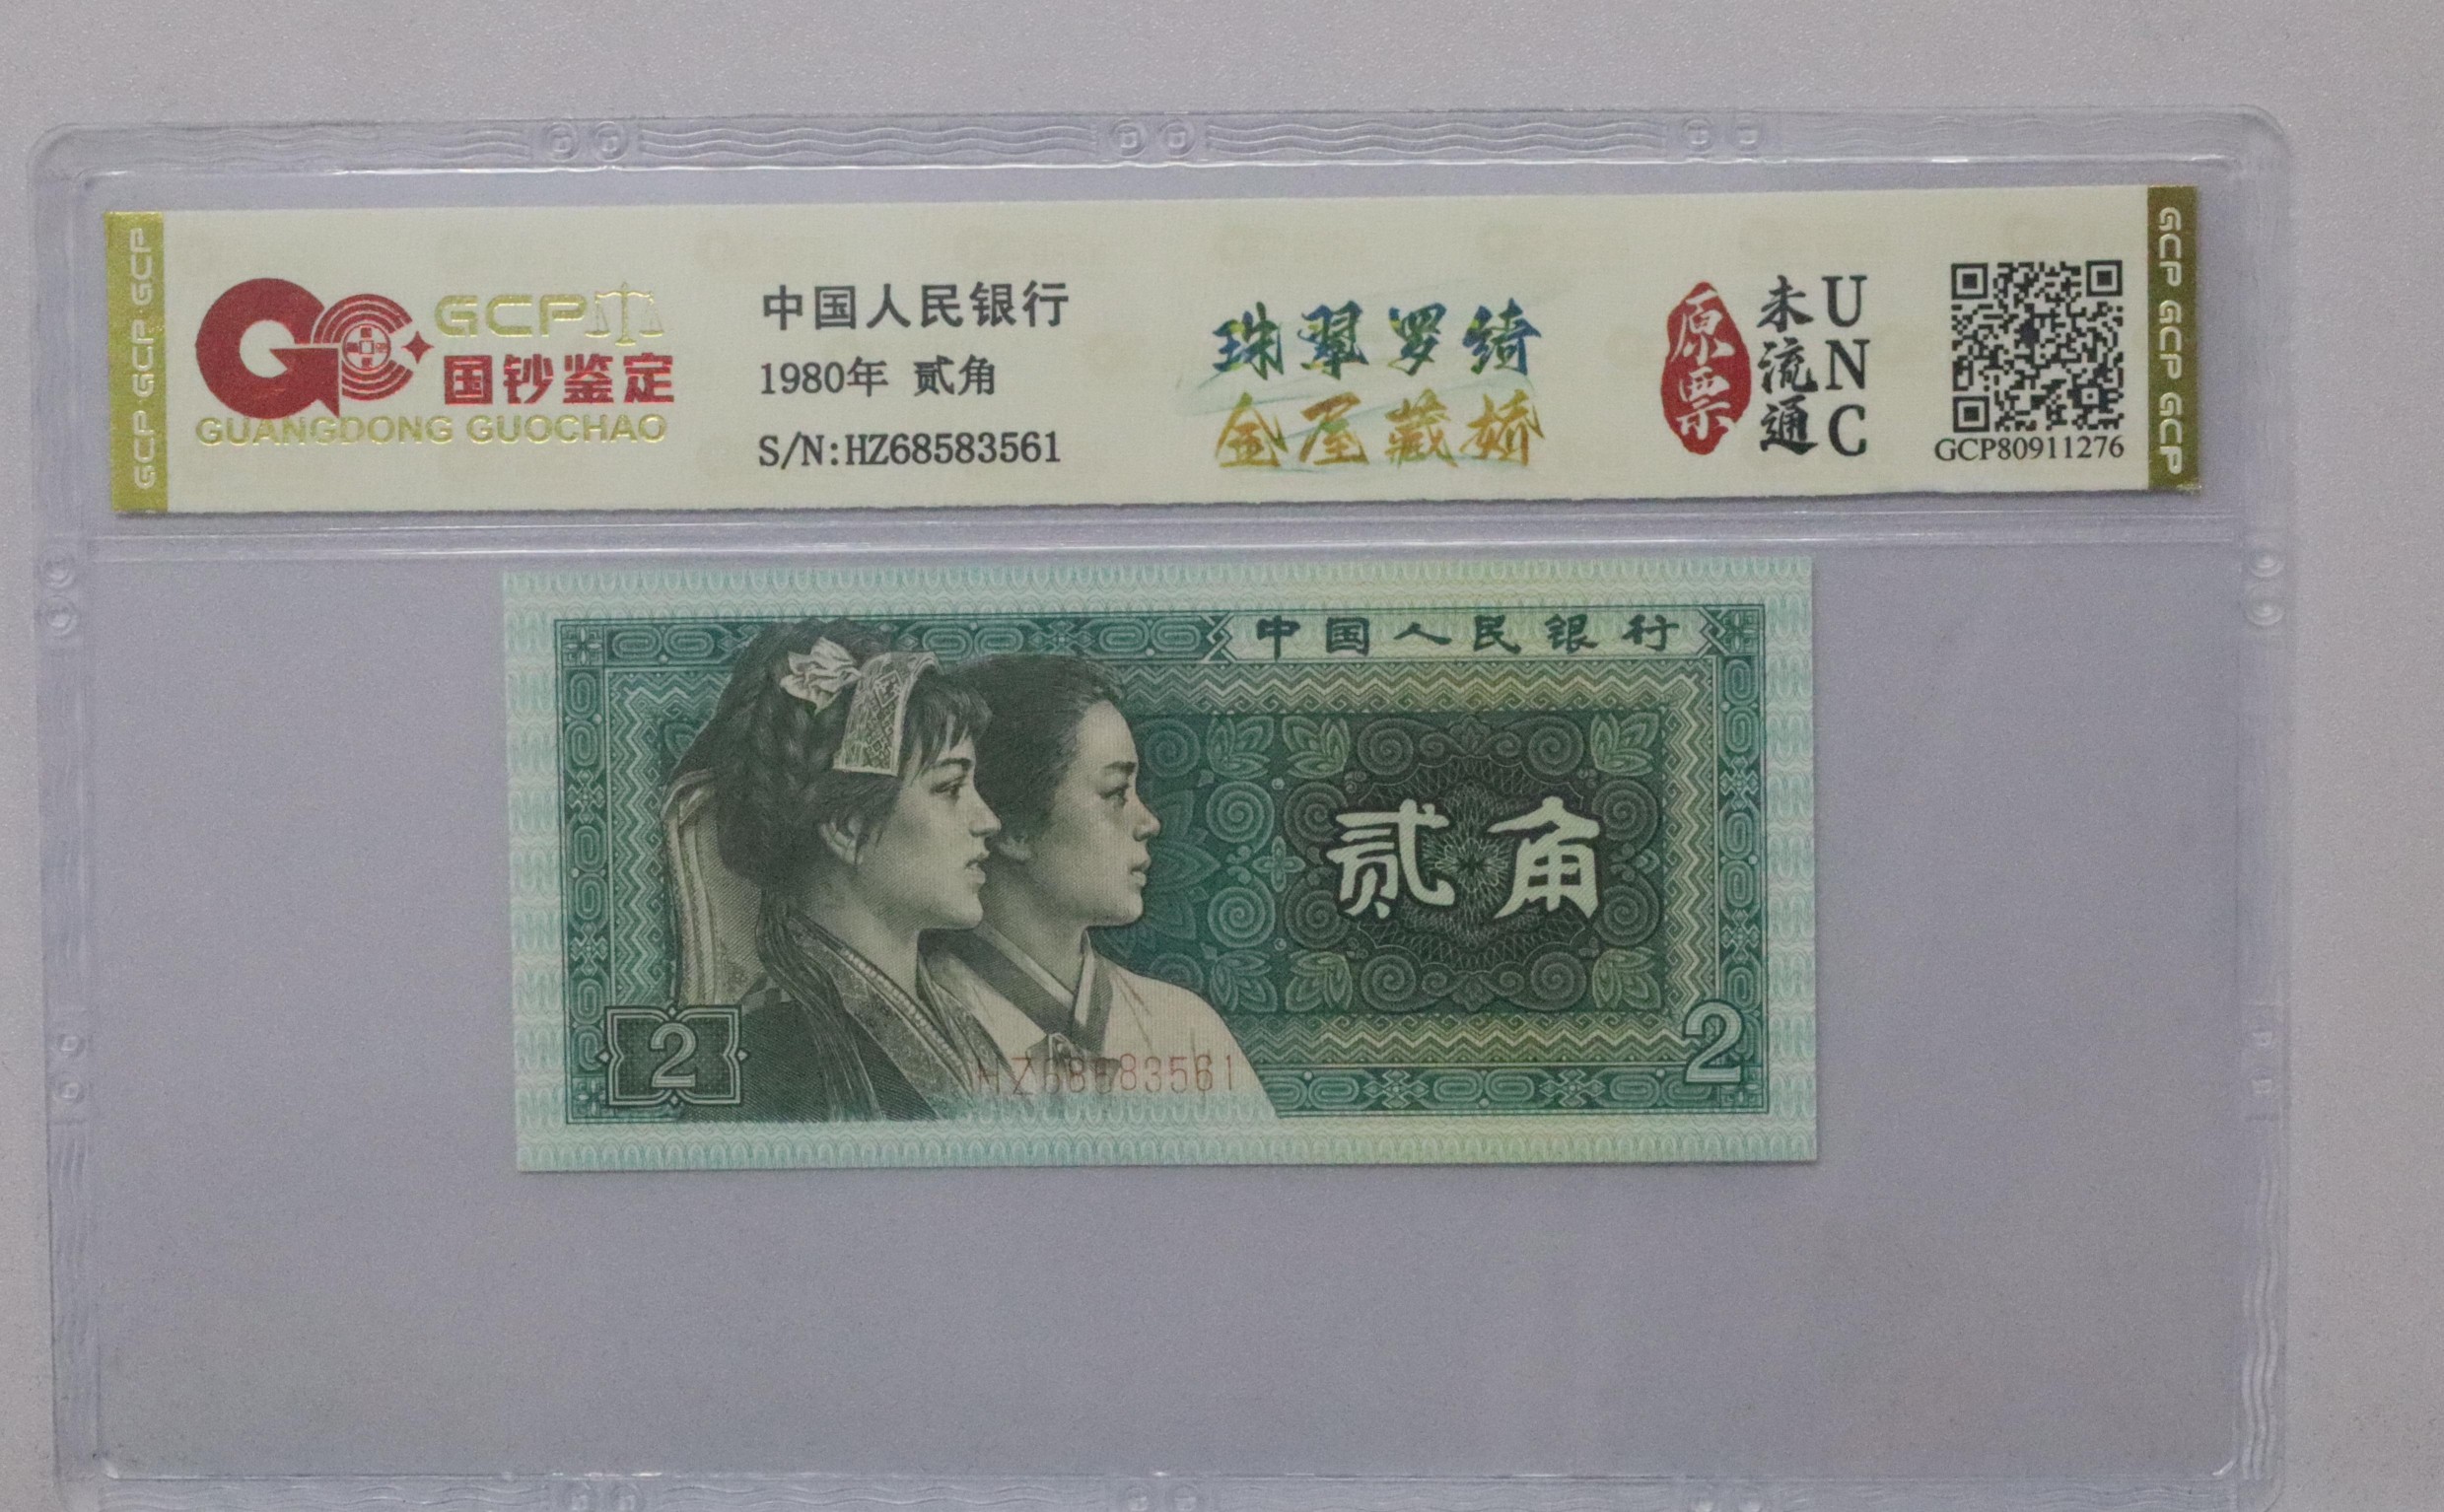 GCP GCP GCP
GCP
国钞鉴定
GUANGDONG GUOCHAO
中国人民银行
1980年 贰角
S/N:HZ68583561
珠翠罗绮
金屋藏娇
原票
未流通
UNC
GCP80911276
GCP GCP GCP
中国人民银行
贰角
2
HZ68583561
2